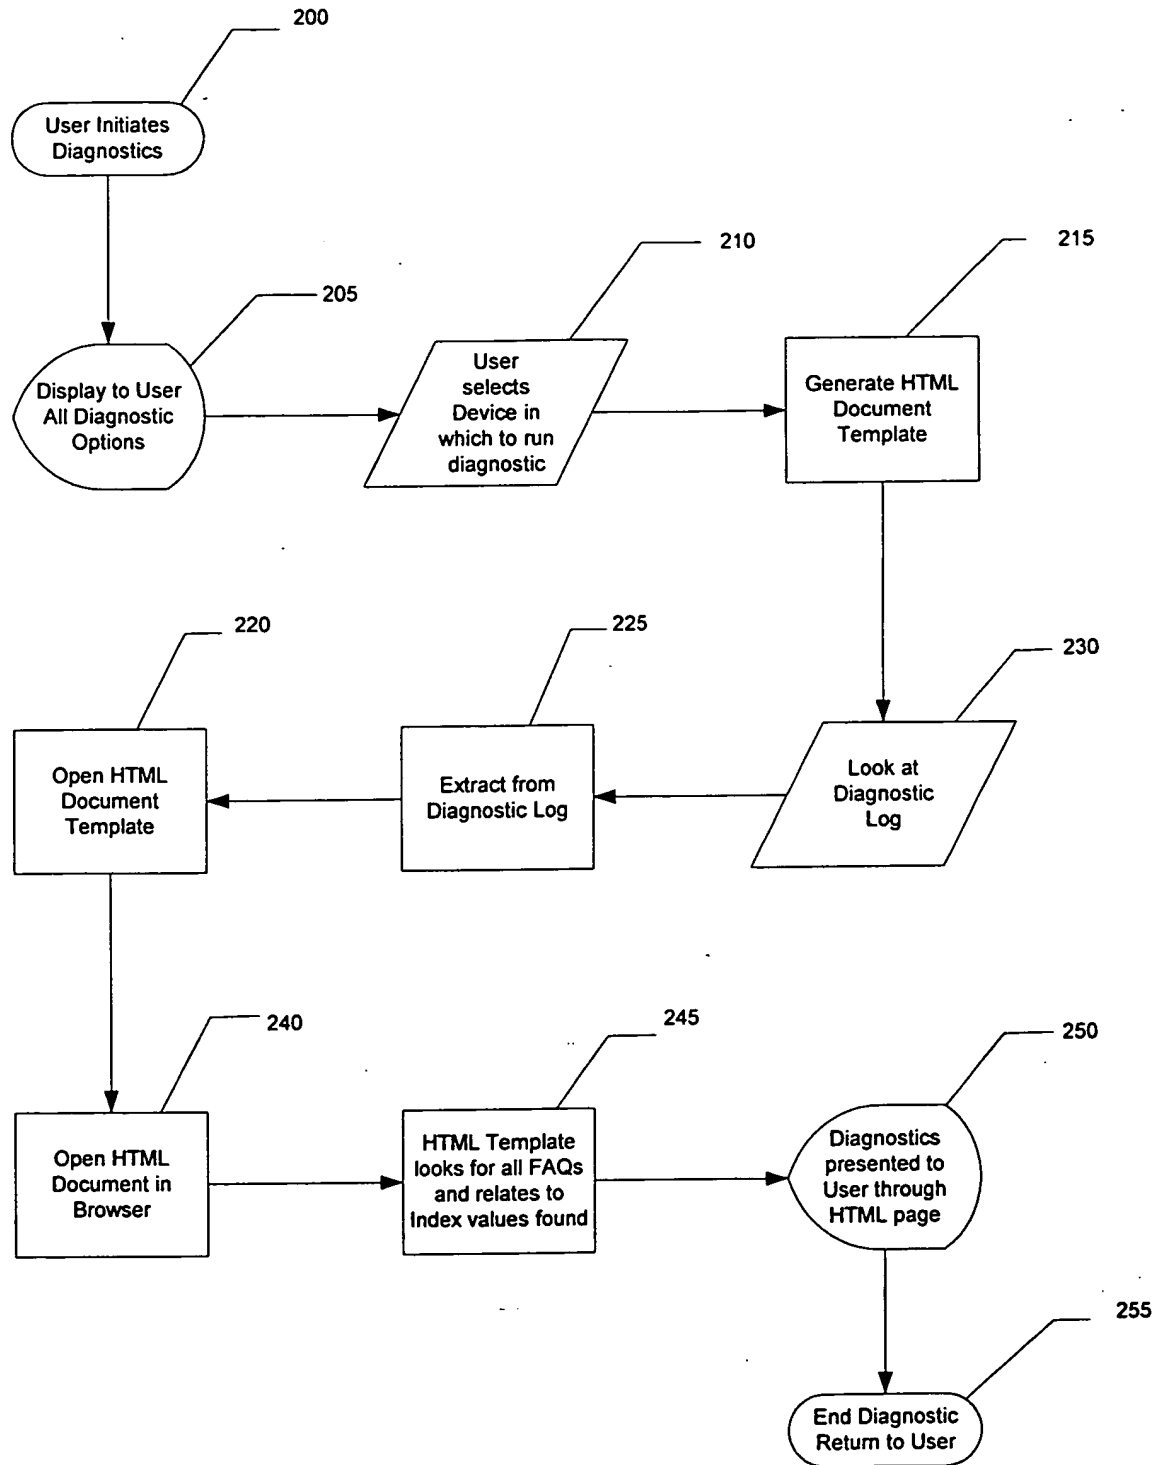 200
User Initiates
Diagnostics
205
Display to User
All Diagnostic
Options
210
User
selects
Device in
which to run
diagnostic
215
Generate HTML
Document
Template
220
Open HTML
Document
Template
225
Extract from
Diagnostic Log
230
Look at
Diagnostic
Log
240
Open HTML
Document in
Browser
245
HTML Template
looks for all FAQs
and relates to
Index values found
250
Diagnostics
presented to
User through
HTML page
255
End Diagnostic
Return to User